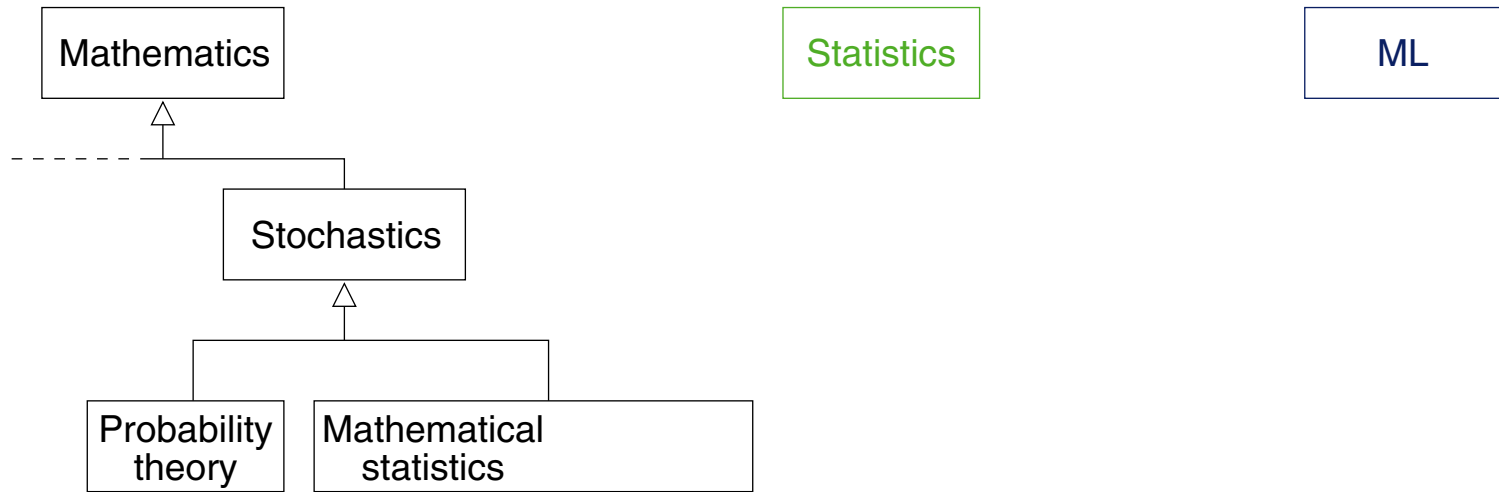 Mathematics
Statistics
ML
Stochastics
Probability
theory
Mathematical
statistics